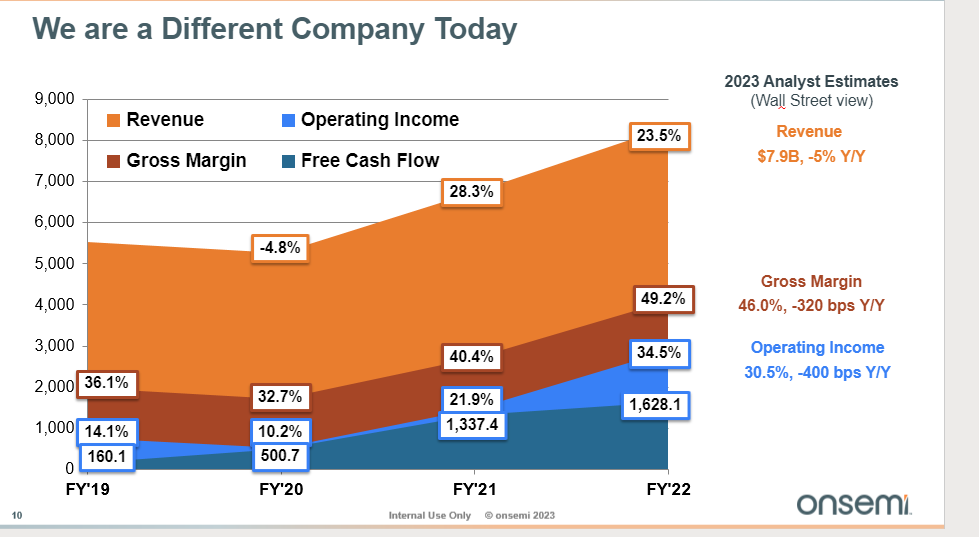 We are a Different Company Today
9,000
8,000
7,000
6,000
5,000
4,000
3,000
2,000
1,000
0
Revenue
Operating Income
Gross Margin
Free Cash Flow
23.5%
28.3%
-4.8%
49.2%
40.4%
36.1%
32.7%
34.5%
21.9%
14.1%
10.2%
1,628.1
1,337.4
160.1
500.7
FY'19
FY'20
FY'21
FY'22
2023 Analyst Estimates
(Wall Street view)
Revenue
$7.9B, -5% Y/Y
Gross Margin
46.0%, -320 bps Y/Y
Operating Income
30.5%, -400 bps Y/Y
10
Internal Use Only © onsemi 2023
onsemi